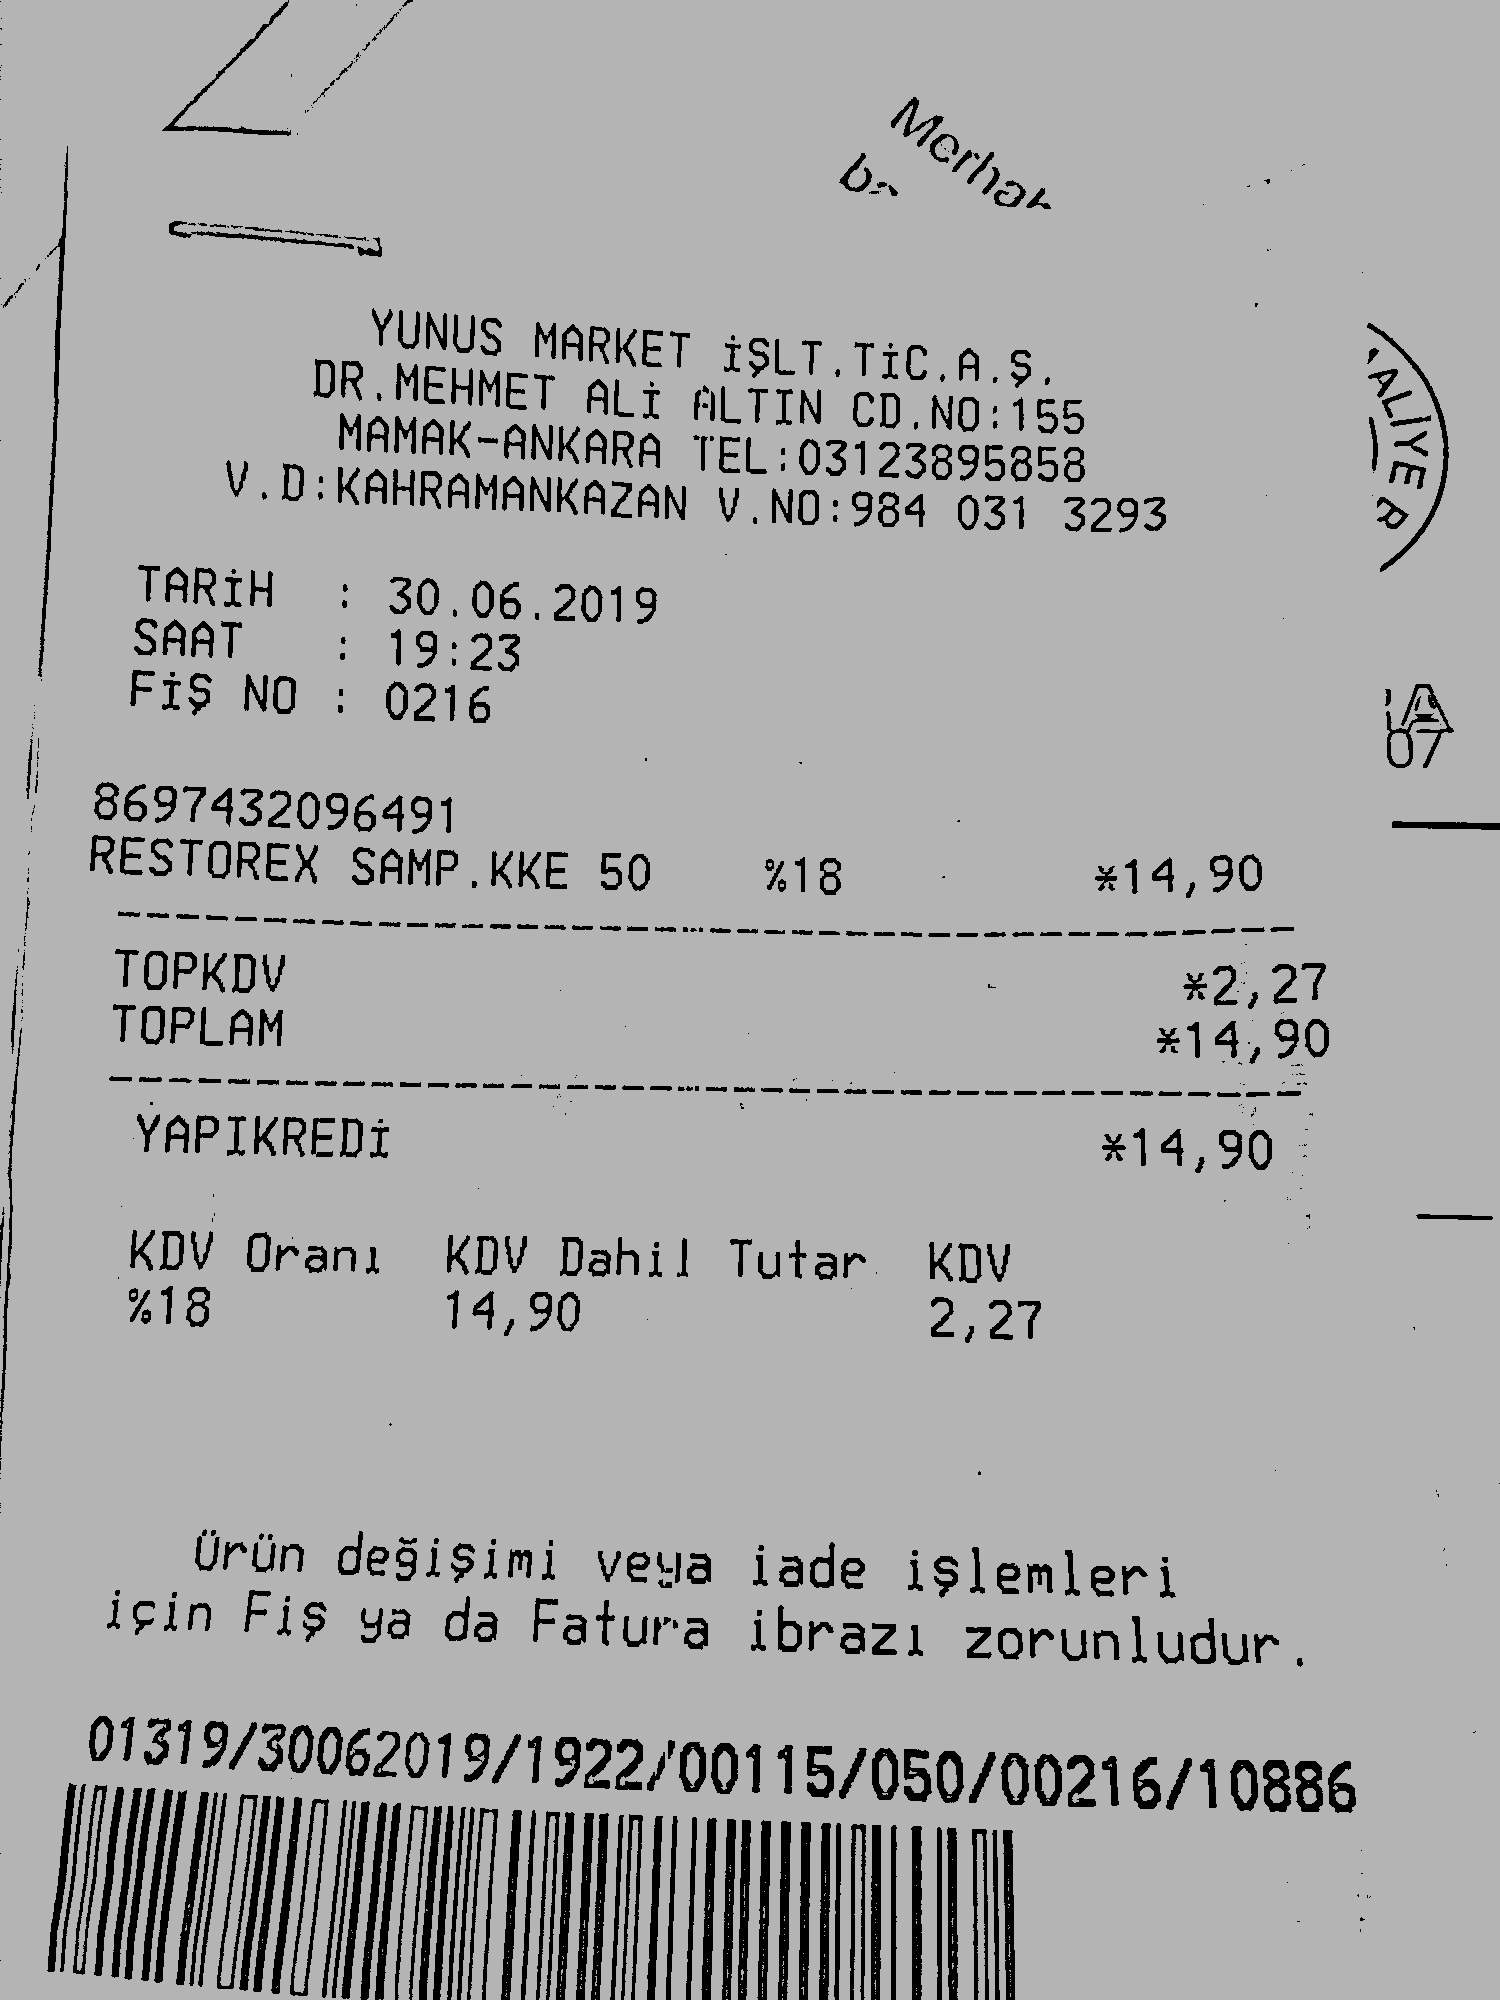 YUNUS MARKET İŞLT.TİC.A.Ş.
DR.MEHMET ALİ ALTIN CD.NO:155
MAMAK-ANKARA TEL:03123895858
V.D:KAHRAMANKAZAN V.NO:984 031 3293
TARİH : 30.06.2019
SAAT : 19:23
FİŞ NO : 0216
07
8697432096491
RESTOREX SAMP.KKE 50 %18 *14,90
TOPKDV *2,27
TOPLAM *14,90
YAPIKREDİ *14,90
KDV Oranı KDV Dahil Tutar KDV
%18 14,90 2,27
Ürün değişimi veya iade işlemleri
için Fiş ya da Fatura ibrazı zorunludur.
01319/30062019/1922/00115/050/00216/10886